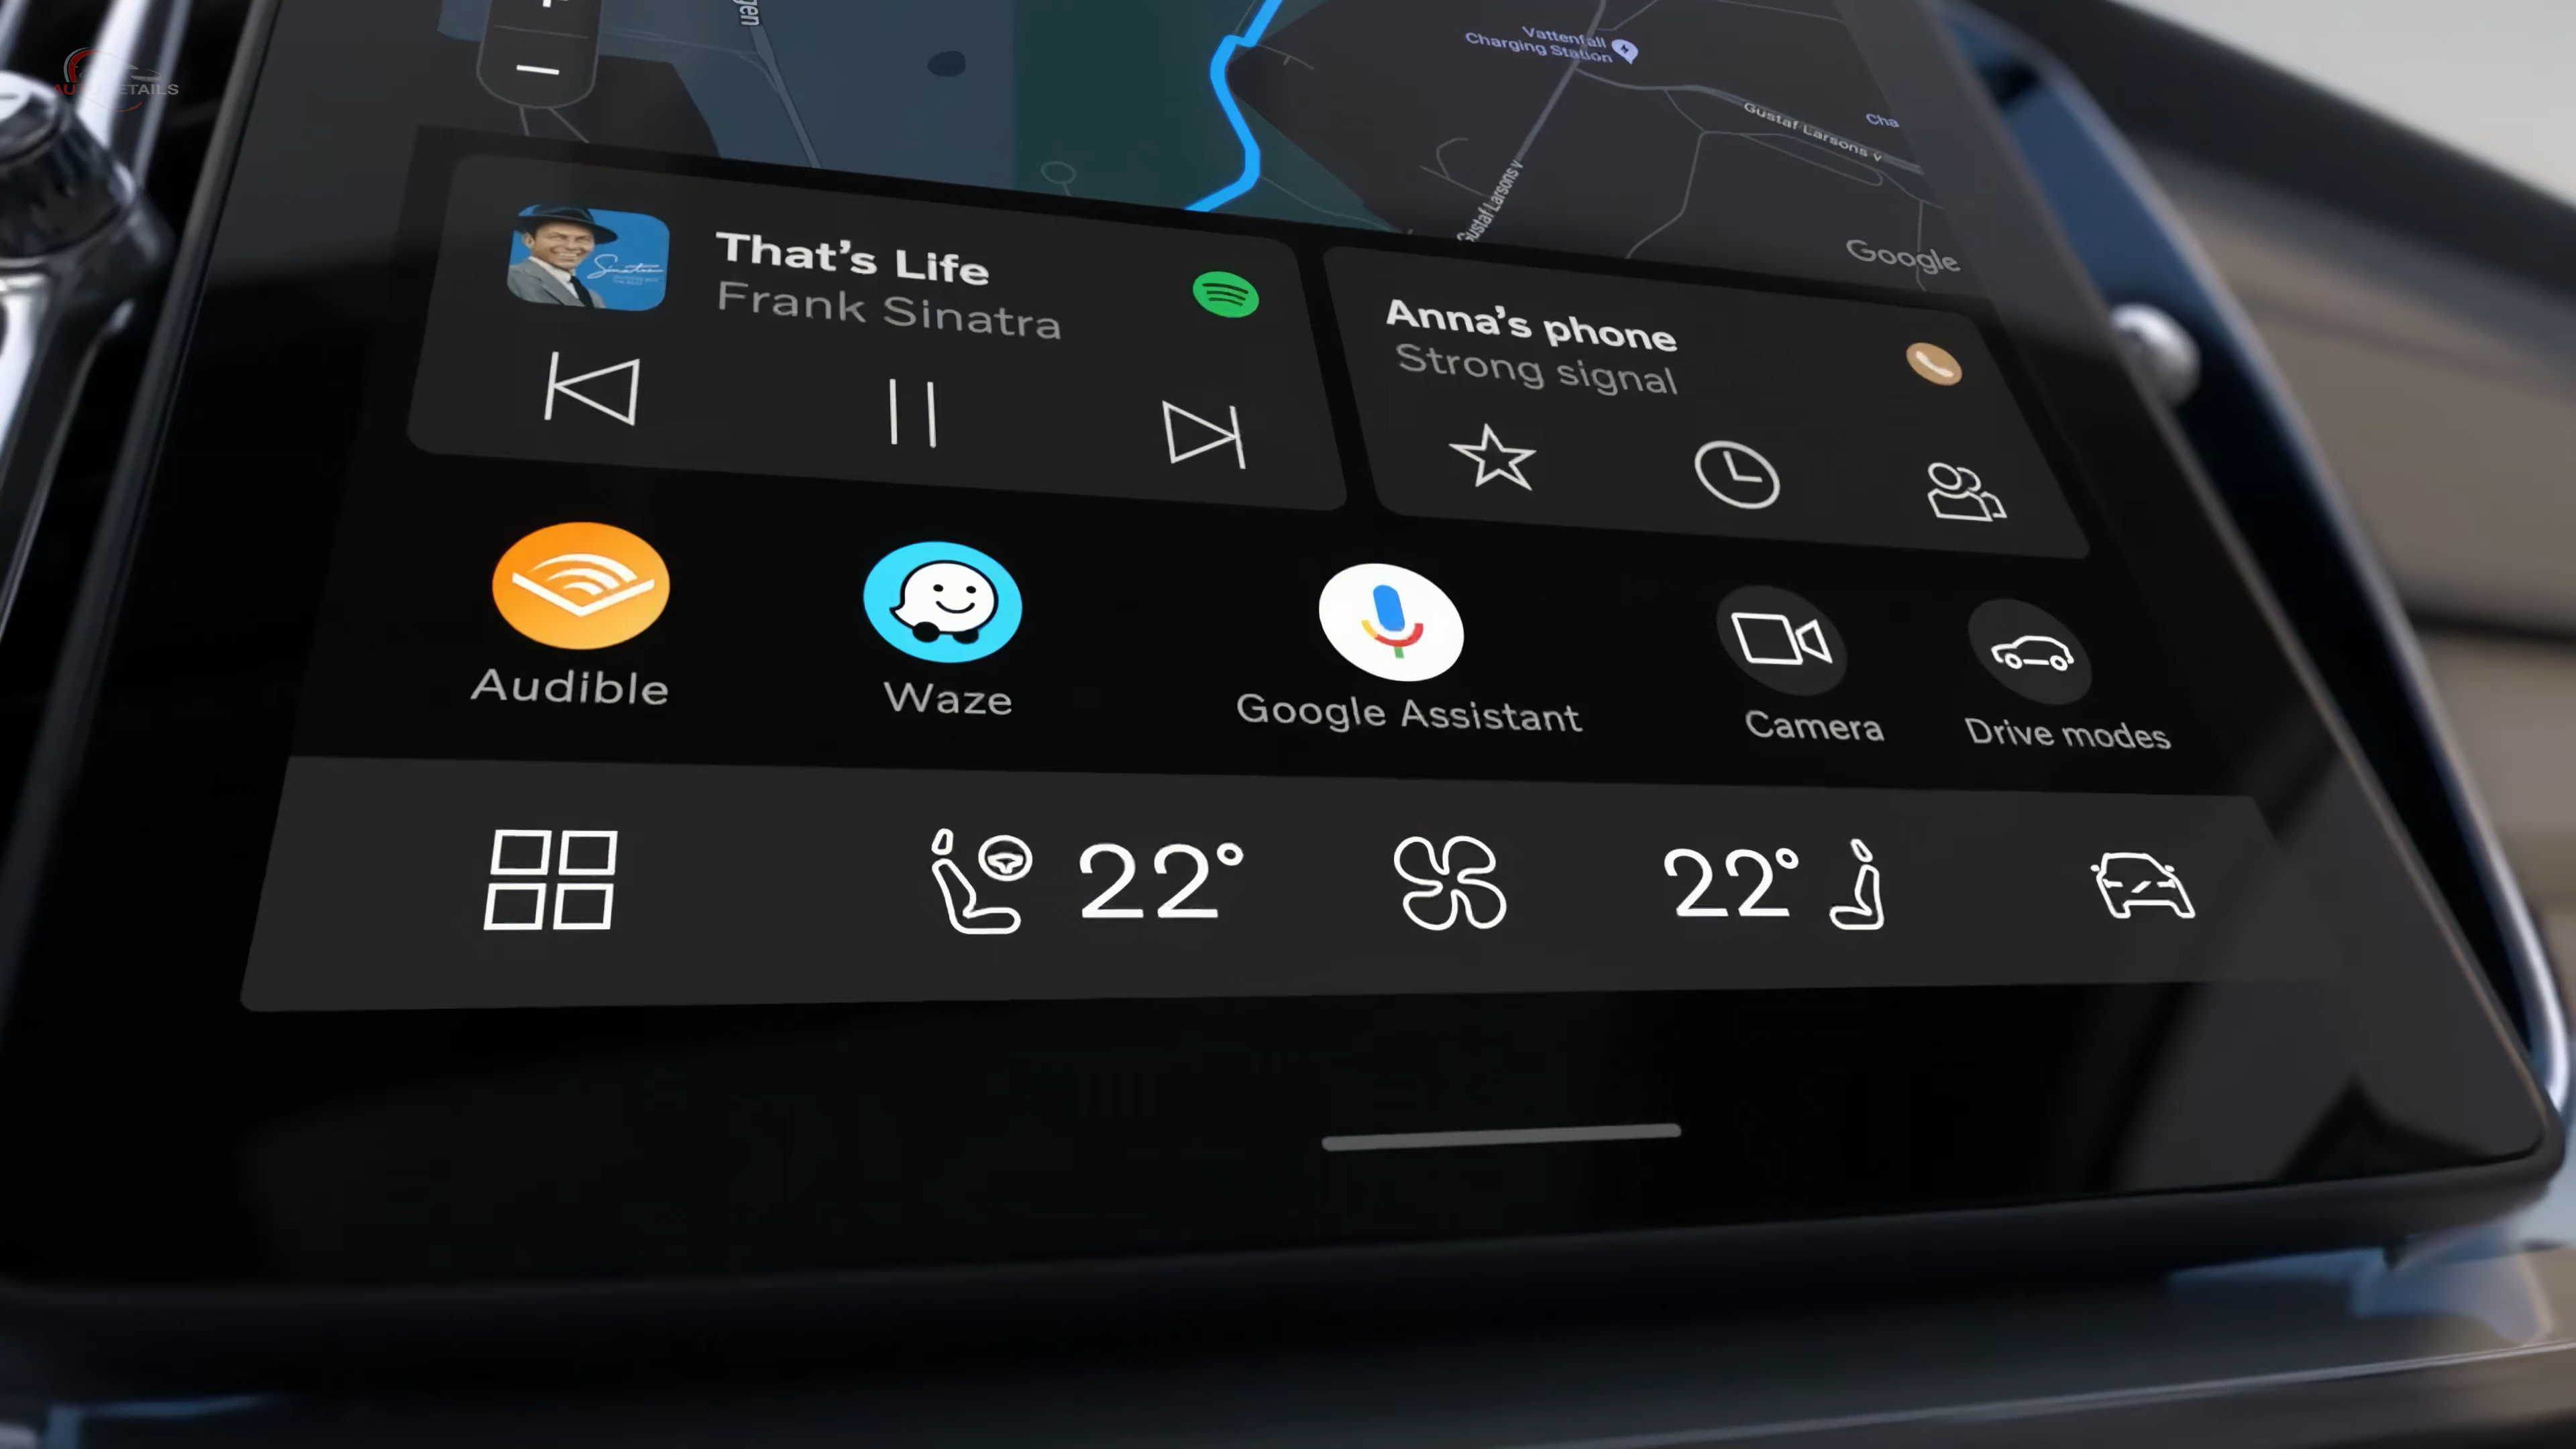 Vattenfall
Charging Station
Gustaf Larsons v
Cha
Gustaf Larsons v
Google
That's Life
Frank Sinatra
Sinatra
Anna's phone
Strong signal
Audible
Waze
Google Assistant
Camera
Drive modes
22°
22°